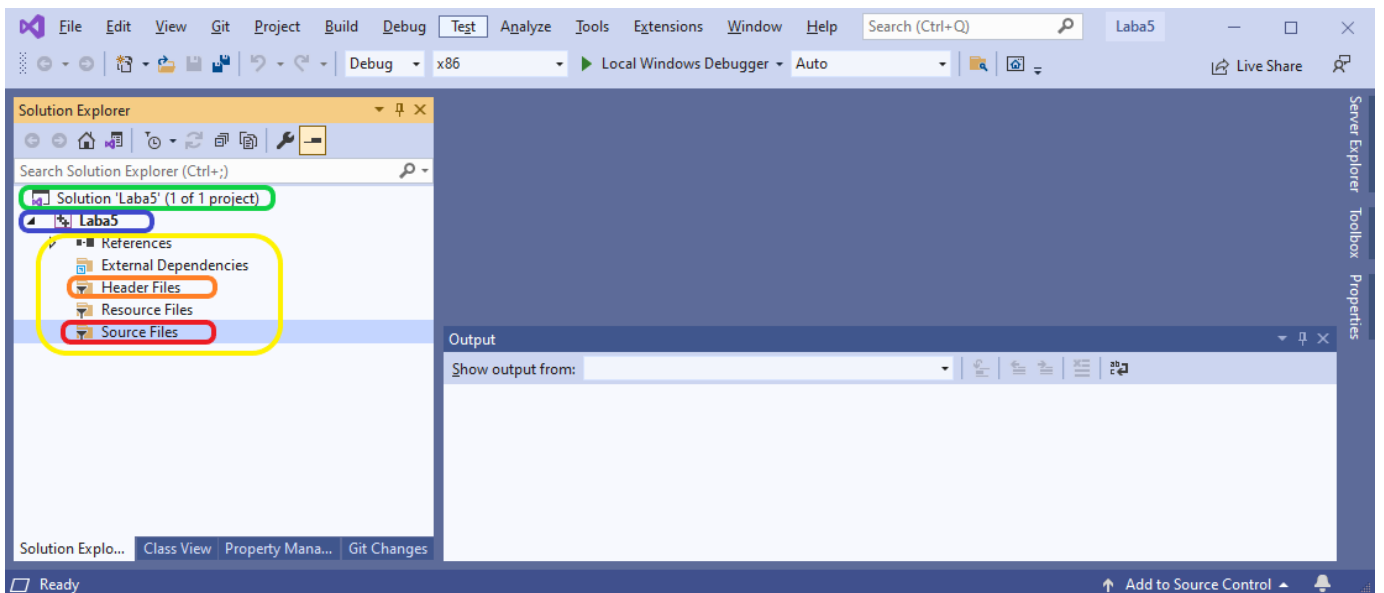 File Edit View Git Project Build Debug Test Analyze Tools Extensions Window Help Search (Ctrl+Q) Laba5
Debug x86 Local Windows Debugger Auto Live Share
Solution Explorer
Search Solution Explorer (Ctrl+;)
Solution 'Laba5' (1 of 1 project)
Laba5
References
External Dependencies
Header Files
Resource Files
Source Files
Output
Show output from:
Server Explorer
Toolbox
Properties
Solution Explo... Class View Property Mana... Git Changes
Ready Add to Source Control